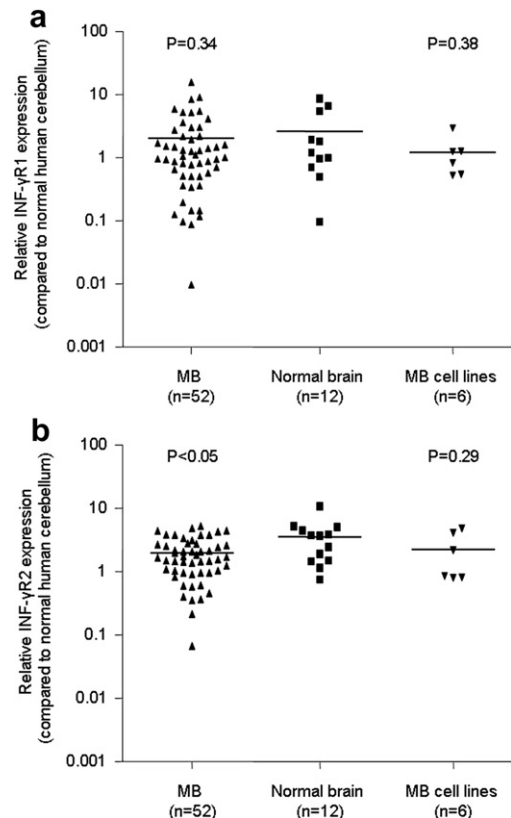 a
Relative INF-γR1 expression
(compared to normal human cerebellum)
100
10
1
0.1
0.01
0.001
P=0.34
P=0.38
MB
(n=52)
Normal brain
(n=12)
MB cell lines
(n=6)
b
Relative INF-γR2 expression
(compared to normal human cerebellum)
100
10
1
0.1
0.01
0.001
P<0.05
P=0.29
MB
(n=52)
Normal brain
(n=12)
MB cell lines
(n=6)